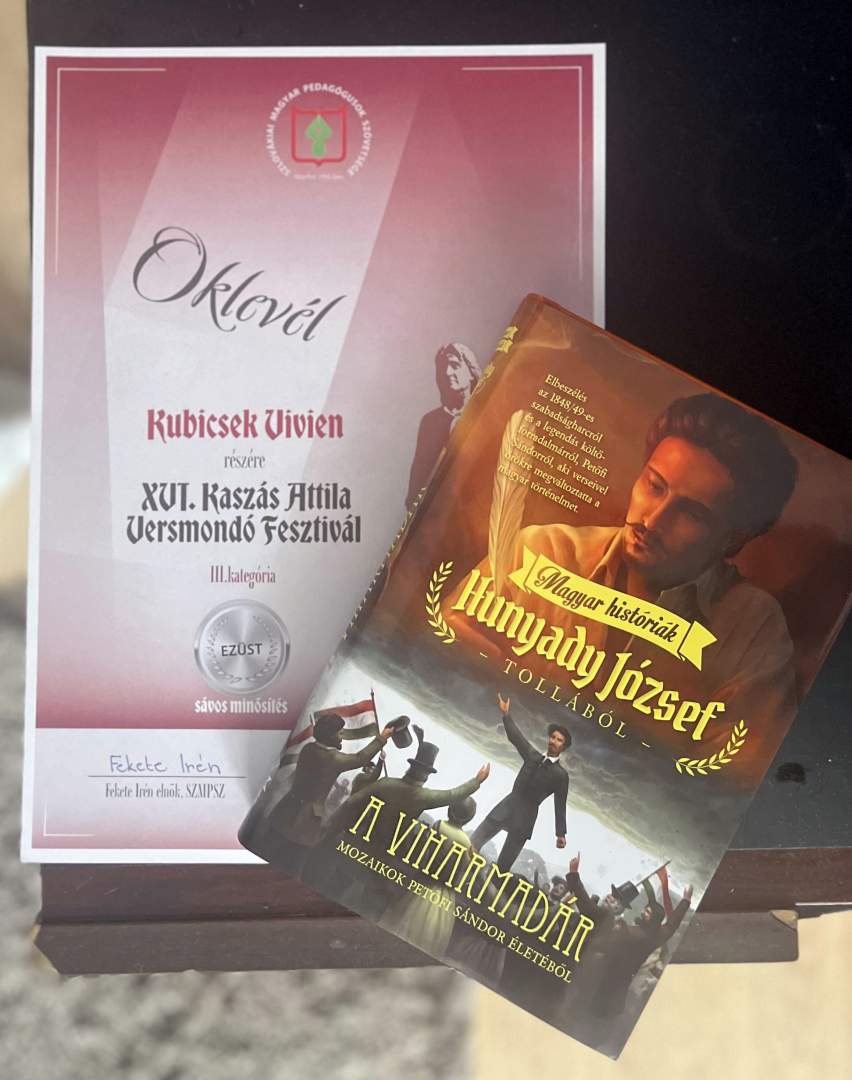 SZLOVÁKIAI MAGYAR PEDAGÓGUSOK SZÖVETSÉGE
Oklevél
Kubicsek Vivien
részére
XVI. Kaszás Attila
Versmondó Fesztivál
III.kategória
EZÜST
sávos minősítés
Fekete Irén
Fekete Irén elnök, SZMPSZ
Elbeszélés
az 1848/49-es
szabadságharcról
és a legendás költő-
forradalmárról, Petőfi
Sándorról, aki verseivel
örökre megváltoztatta a
magyar történelmet.
Magyar históriák
Hunyady József
- TOLLÁBÓL -
A VIHARMADÁR
MOZAIKOK PETŐFI SÁNDOR ÉLETÉBŐL